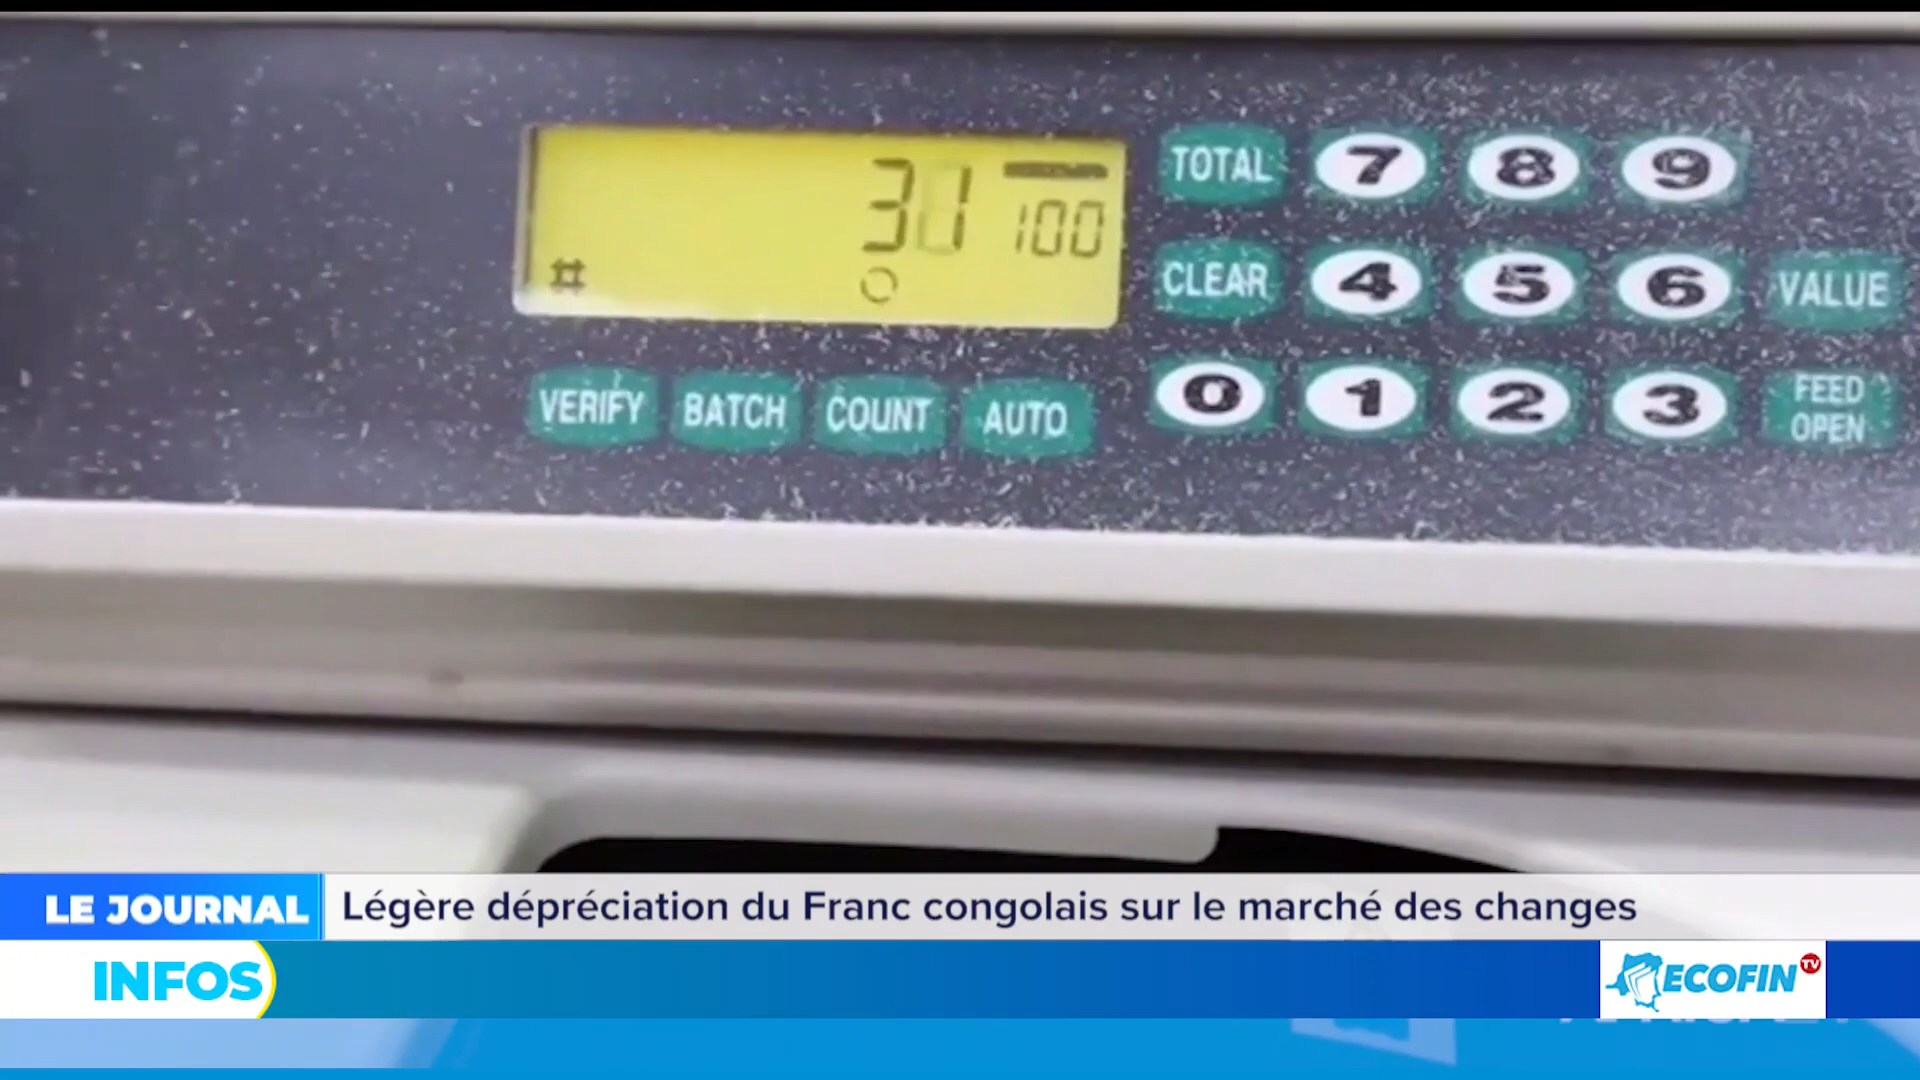 31
100
#
TOTAL 7 8 9
CLEAR 4 5 6 VALUE
VERIFY BATCH COUNT AUTO
0 1 2 3 FEED OPEN
LE JOURNAL
Légère dépréciation du Franc congolais sur le marché des changes
INFOS
ECOFIN TV